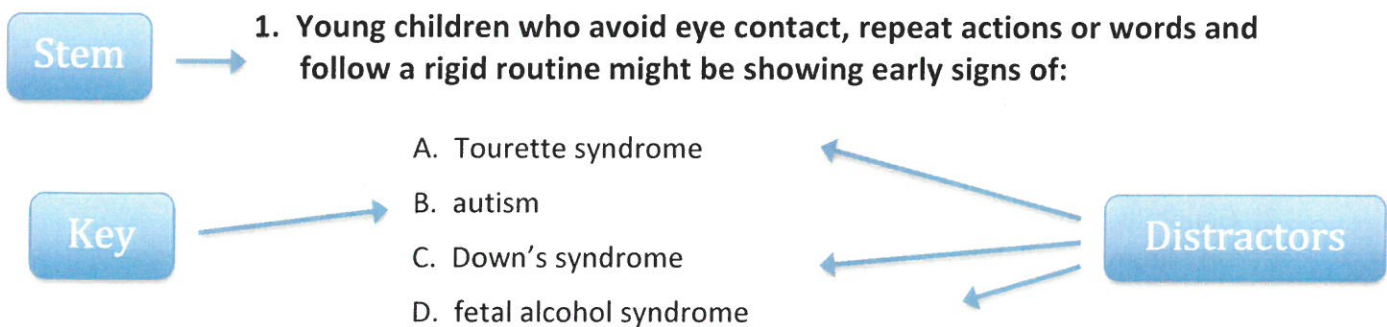 Stem
1. Young children who avoid eye contact, repeat actions or words and
follow a rigid routine might be showing early signs of:
A. Tourette syndrome
Key
B. autism
C. Down's syndrome
Distractors
D. fetal alcohol syndrome